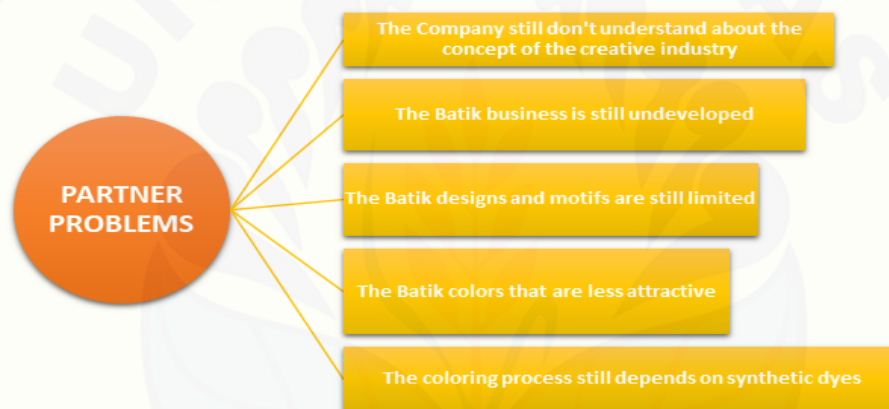 The Company still don't understand about the
concept of the creative industry
The Batik business is still undeveloped
PARTNER
PROBLEMS
The Batik designs and motifs are still limited
The Batik colors that are less attractive
The coloring process still depends on synthetic dyes